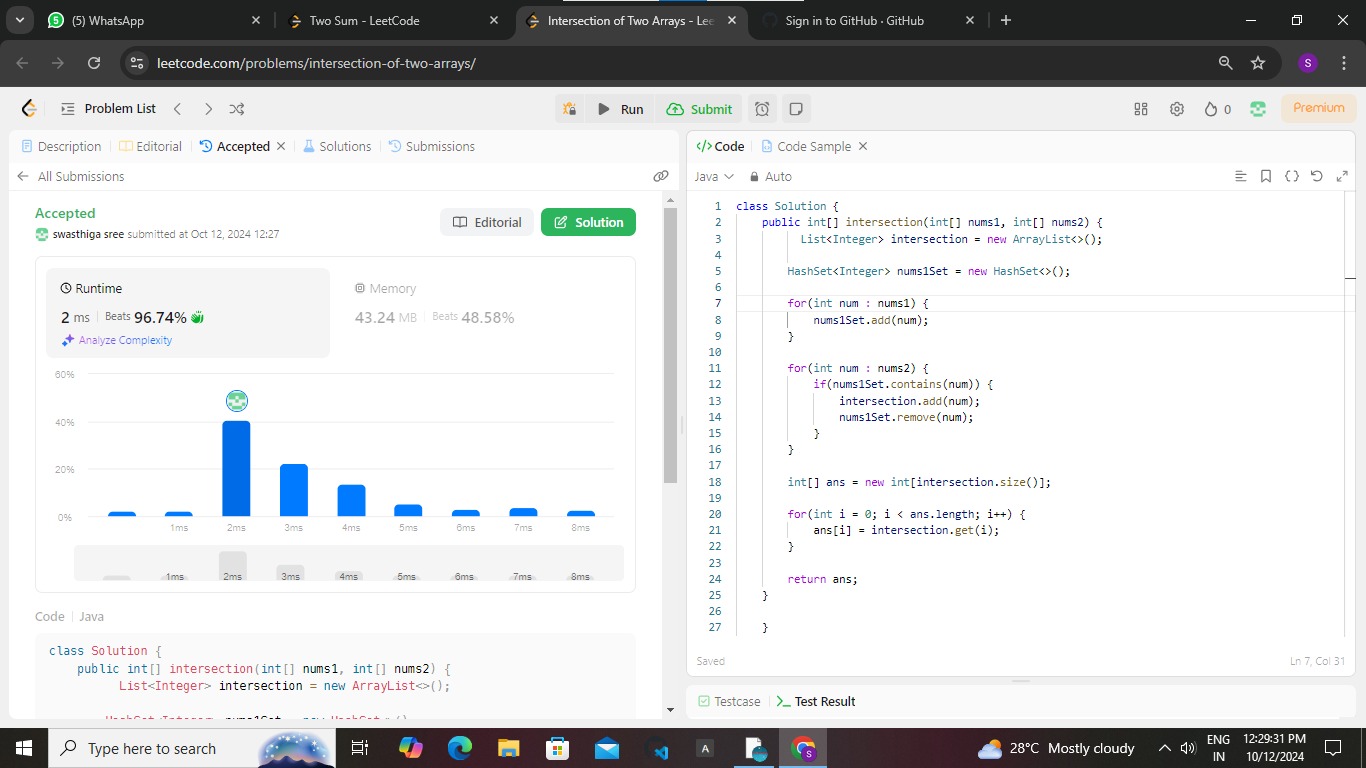 (5) WhatsApp
Two Sum - LeetCode
Intersection of Two Arrays - Lee
Sign in to GitHub · GitHub
leetcode.com/problems/intersection-of-two-arrays/
S
Problem List
Run
Submit
0
Premium
Description
Editorial
Accepted
Solutions
Submissions
All Submissions
Accepted
swasthiga sree submitted at Oct 12, 2024 12:27
Editorial
Solution
Runtime
2 ms
Beats 96.74%
Analyze Complexity
Memory
43.24 MB
Beats 48.58%
60%
40%
20%
0%
1ms 2ms 3ms 4ms 5ms 6ms 7ms 8ms
1ms 2ms 3ms 4ms 5ms 6ms 7ms 8ms
Code | Java
class Solution {
public int[] intersection(int[] nums1, int[] nums2) {
List<Integer> intersection = new ArrayList<>();
</> Code
Code Sample
Java
Auto
1 class Solution {
2 public int[] intersection(int[] nums1, int[] nums2) {
3 List<Integer> intersection = new ArrayList<>();
4
5 HashSet<Integer> nums1Set = new HashSet<>();
6
7 for(int num : nums1) {
8 nums1Set.add(num);
9 }
10
11 for(int num : nums2) {
12 if(nums1Set.contains(num)) {
13 intersection.add(num);
14 nums1Set.remove(num);
15 }
16 }
17
18 int[] ans = new int[intersection.size()];
19
20 for(int i = 0; i < ans.length; i++) {
21 ans[i] = intersection.get(i);
22 }
23
24 return ans;
25 }
26
27 }
Saved
Ln 7, Col 31
Testcase
Test Result
Type here to search
28°C Mostly cloudy
ENG
IN
12:29:31 PM
10/12/2024